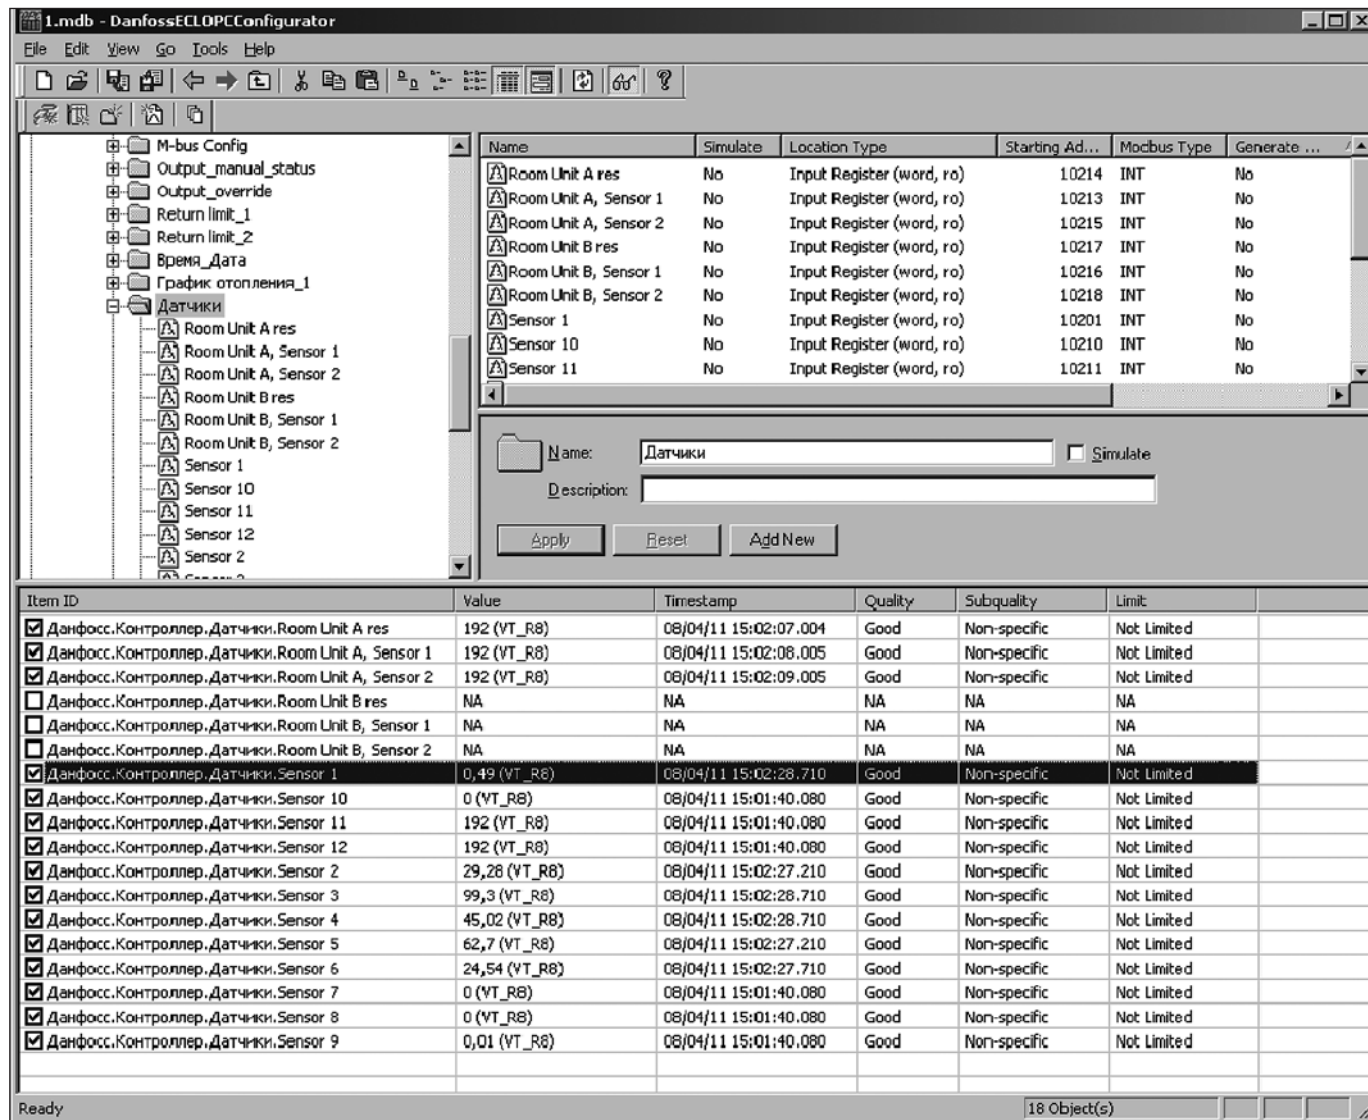 1.mdb - DanfossECLOPCConfigurator
File Edit View Go Tools Help
M-bus Config
Output_manual_status
Output_override
Return limit_1
Return limit_2
Время_Дата
График отопления_1
Датчики
Room Unit A res
Room Unit A, Sensor 1
Room Unit A, Sensor 2
Room Unit B res
Room Unit B, Sensor 1
Room Unit B, Sensor 2
Sensor 1
Sensor 10
Sensor 11
Sensor 12
Sensor 2
Name Simulate Location Type Starting Ad... Modbus Type Generate ...
Room Unit A res No Input Register (word, ro) 10214 INT No
Room Unit A, Sensor 1 No Input Register (word, ro) 10213 INT No
Room Unit A, Sensor 2 No Input Register (word, ro) 10215 INT No
Room Unit B res No Input Register (word, ro) 10217 INT No
Room Unit B, Sensor 1 No Input Register (word, ro) 10216 INT No
Room Unit B, Sensor 2 No Input Register (word, ro) 10218 INT No
Sensor 1 No Input Register (word, ro) 10201 INT No
Sensor 10 No Input Register (word, ro) 10210 INT No
Sensor 11 No Input Register (word, ro) 10211 INT No
Name: Датчики Simulate
Description:
Apply Reset Add New
Item ID Value Timestamp Quality Subquality Limit
Данфосс.Контроллер.Датчики.Room Unit A res 192 (VT_R8) 08/04/11 15:02:07.004 Good Non-specific Not Limited
Данфосс.Контроллер.Датчики.Room Unit A, Sensor 1 192 (VT_R8) 08/04/11 15:02:08.005 Good Non-specific Not Limited
Данфосс.Контроллер.Датчики.Room Unit A, Sensor 2 192 (VT_R8) 08/04/11 15:02:09.005 Good Non-specific Not Limited
Данфосс.Контроллер.Датчики.Room Unit B res NA NA NA NA NA
Данфосс.Контроллер.Датчики.Room Unit B, Sensor 1 NA NA NA NA NA
Данфосс.Контроллер.Датчики.Room Unit B, Sensor 2 NA NA NA NA NA
Данфосс.Контроллер.Датчики.Sensor 1 0,49 (VT_R8) 08/04/11 15:02:28.710 Good Non-specific Not Limited
Данфосс.Контроллер.Датчики.Sensor 10 0 (VT_R8) 08/04/11 15:01:40.080 Good Non-specific Not Limited
Данфосс.Контроллер.Датчики.Sensor 11 192 (VT_R8) 08/04/11 15:01:40.080 Good Non-specific Not Limited
Данфосс.Контроллер.Датчики.Sensor 12 192 (VT_R8) 08/04/11 15:01:40.080 Good Non-specific Not Limited
Данфосс.Контроллер.Датчики.Sensor 2 29,28 (VT_R8) 08/04/11 15:02:27.210 Good Non-specific Not Limited
Данфосс.Контроллер.Датчики.Sensor 3 99,3 (VT_R8) 08/04/11 15:02:28.710 Good Non-specific Not Limited
Данфосс.Контроллер.Датчики.Sensor 4 45,02 (VT_R8) 08/04/11 15:02:28.710 Good Non-specific Not Limited
Данфосс.Контроллер.Датчики.Sensor 5 62,7 (VT_R8) 08/04/11 15:02:27.210 Good Non-specific Not Limited
Данфосс.Контроллер.Датчики.Sensor 6 24,54 (VT_R8) 08/04/11 15:02:27.710 Good Non-specific Not Limited
Данфосс.Контроллер.Датчики.Sensor 7 0 (VT_R8) 08/04/11 15:01:40.080 Good Non-specific Not Limited
Данфосс.Контроллер.Датчики.Sensor 8 0 (VT_R8) 08/04/11 15:01:40.080 Good Non-specific Not Limited
Данфосс.Контроллер.Датчики.Sensor 9 0,01 (VT_R8) 08/04/11 15:01:40.080 Good Non-specific Not Limited
Ready 18 Object(s)